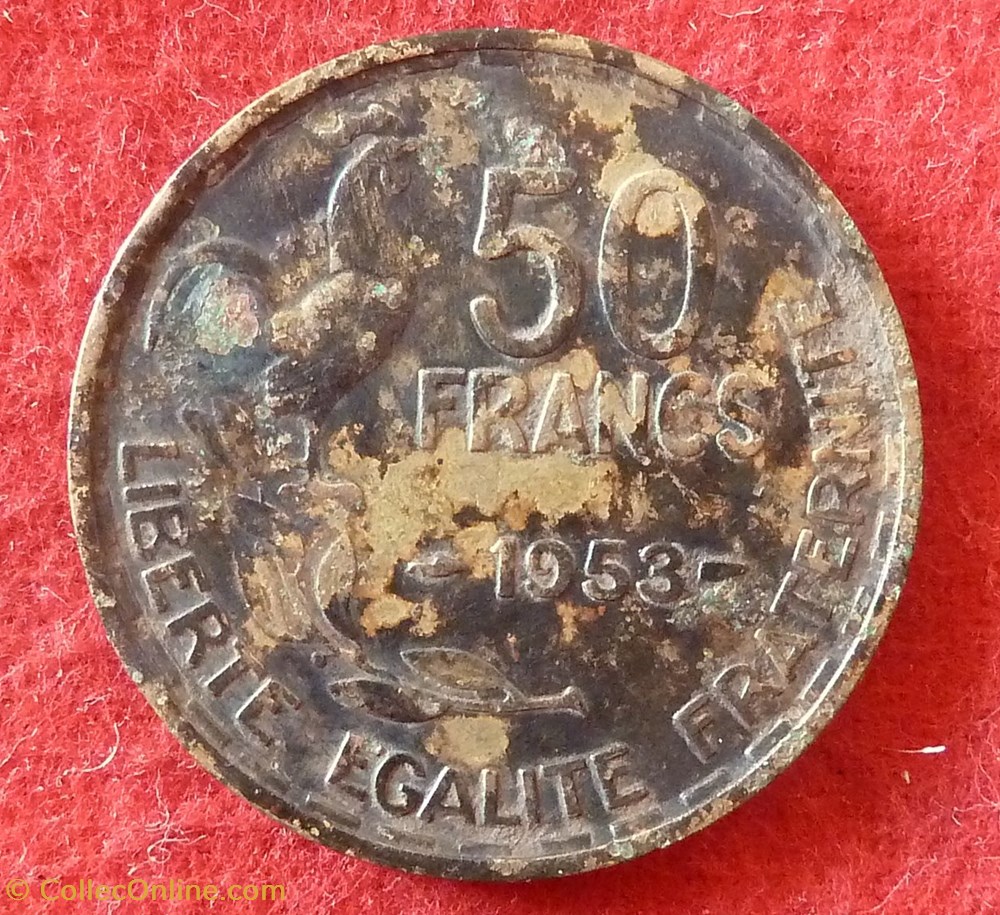 50
FRANCS
- 1953 -
LIBERTE EGALITE FRATERNITE
© CollecOnline.com